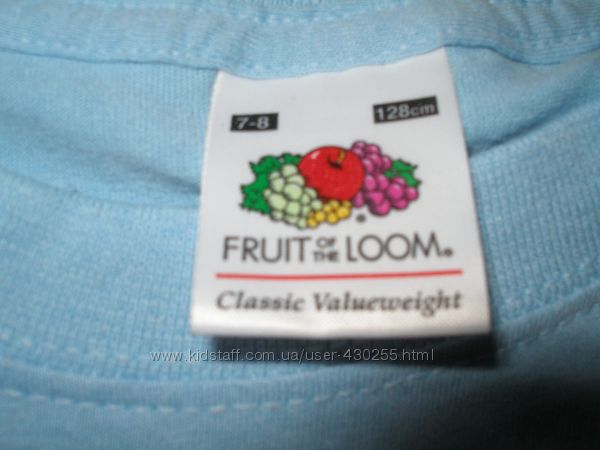 7-8 128cm
FRUIT OF THE LOOM®
Classic Valueweight
www.kidstaff.com.ua/user-430255.html